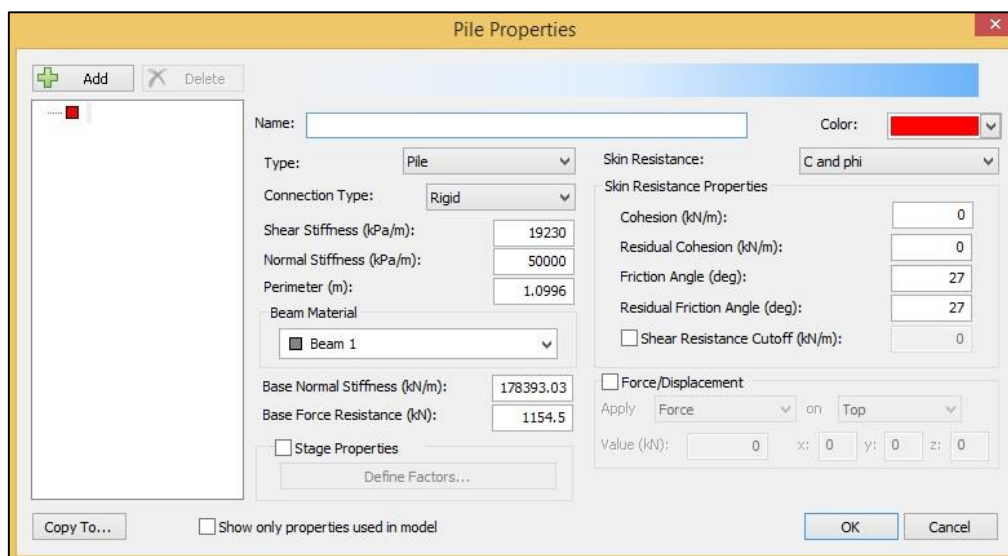 Pile Properties
Add
Delete
Name:
Color:
Type:
Pile
Skin Resistance:
C and phi
Connection Type:
Rigid
Skin Resistance Properties
Shear Stiffness (kPa/m):
19230
Cohesion (kN/m):
0
Normal Stiffness (kPa/m):
50000
Residual Cohesion (kN/m):
0
Perimeter (m):
1.0996
Friction Angle (deg):
27
Beam Material
Residual Friction Angle (deg):
27
Beam 1
Shear Resistance Cutoff (kN/m):
0
Base Normal Stiffness (kN/m):
178393.03
Force/Displacement
Base Force Resistance (kN):
1154.5
Apply
Force
on
Top
Stage Properties
Value (kN):
0
x: 0
y: 0
z: 0
Define Factors...
Copy To...
Show only properties used in model
OK
Cancel